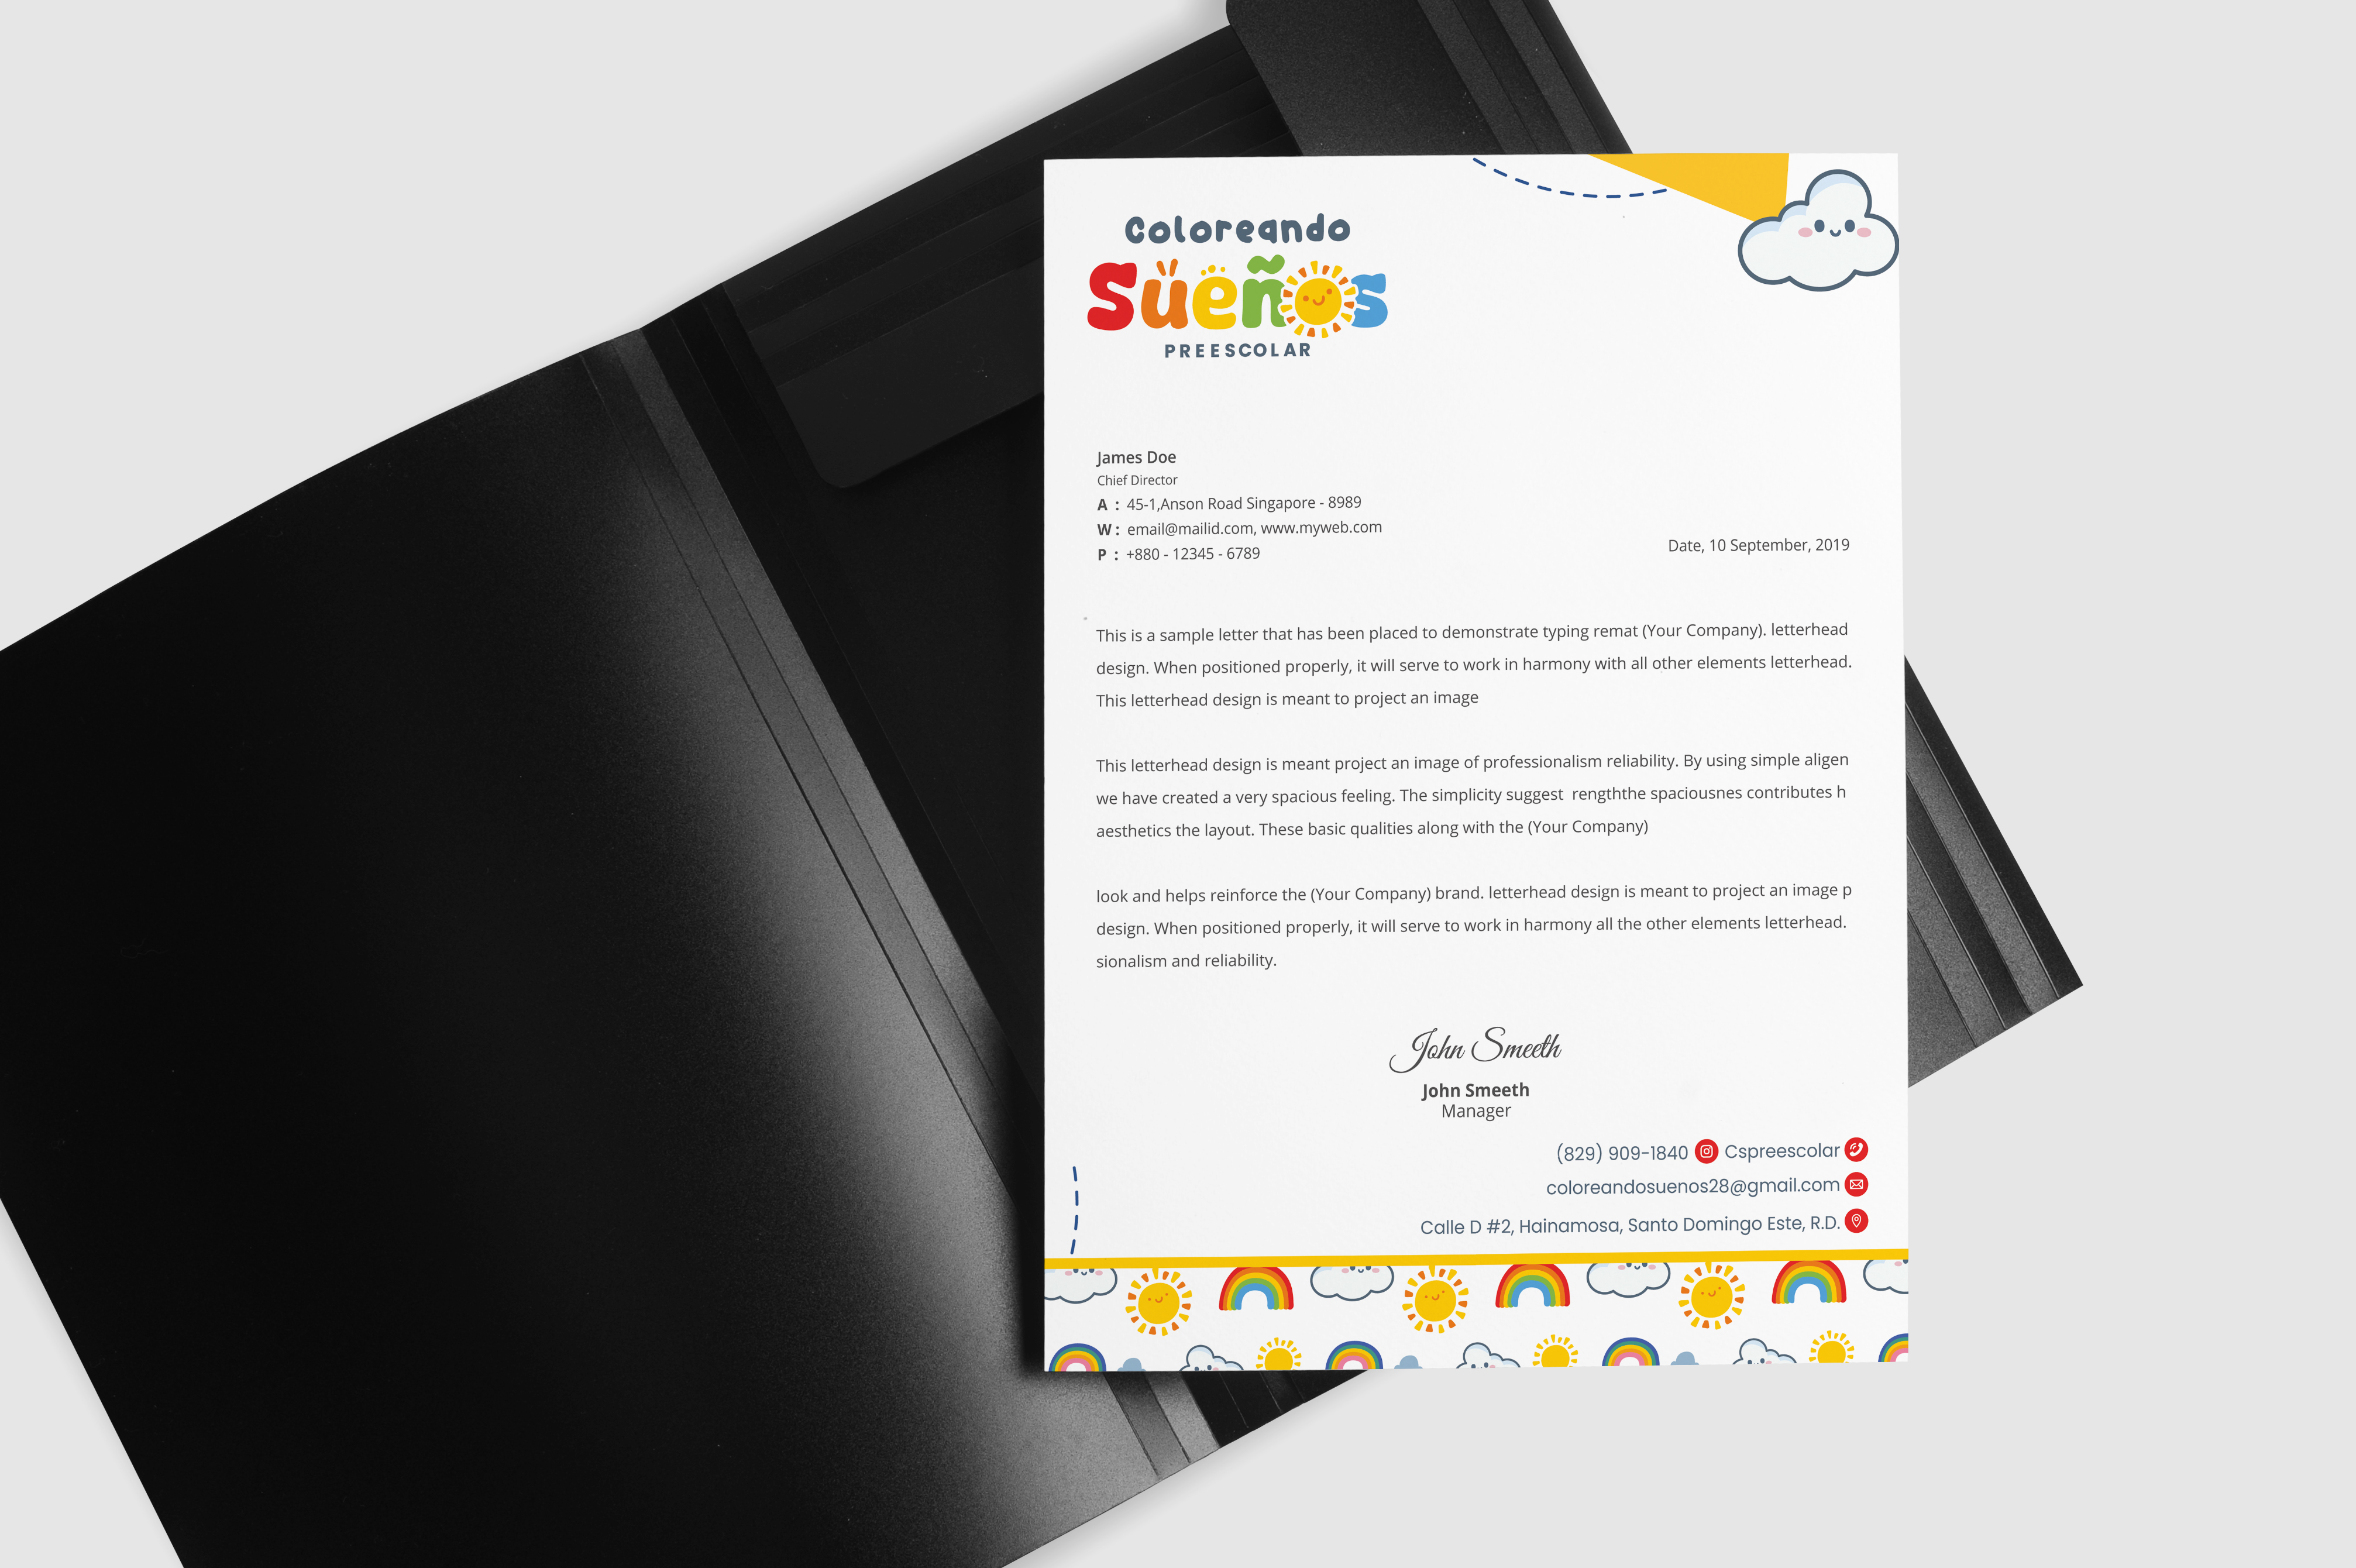 Coloreando
Sueños
PREESCOLAR
James Doe
Chief Director
A : 45-1,Anson Road Singapore - 8989
W : email@mailid.com, www.myweb.com
P : +880 - 12345 - 6789
Date, 10 September, 2019
This is a sample letter that has been placed to demonstrate typing remat (Your Company). letterhead
design. When positioned properly, it will serve to work in harmony with all other elements letterhead.
This letterhead design is meant to project an image
This letterhead design is meant project an image of professionalism reliability. By using simple aligen
we have created a very spacious feeling. The simplicity suggest rengththe spaciousnes contributes h
aesthetics the layout. These basic qualities along with the (Your Company)
look and helps reinforce the (Your Company) brand. letterhead design is meant to project an image p
design. When positioned properly, it will serve to work in harmony all the other elements letterhead.
sionalism and reliability.
John Smeeth
John Smeeth
Manager
(829) 909-1840 Cspreescolar
coloreandosuenos28@gmail.com
Calle D #2, Hainamosa, Santo Domingo Este, R.D.